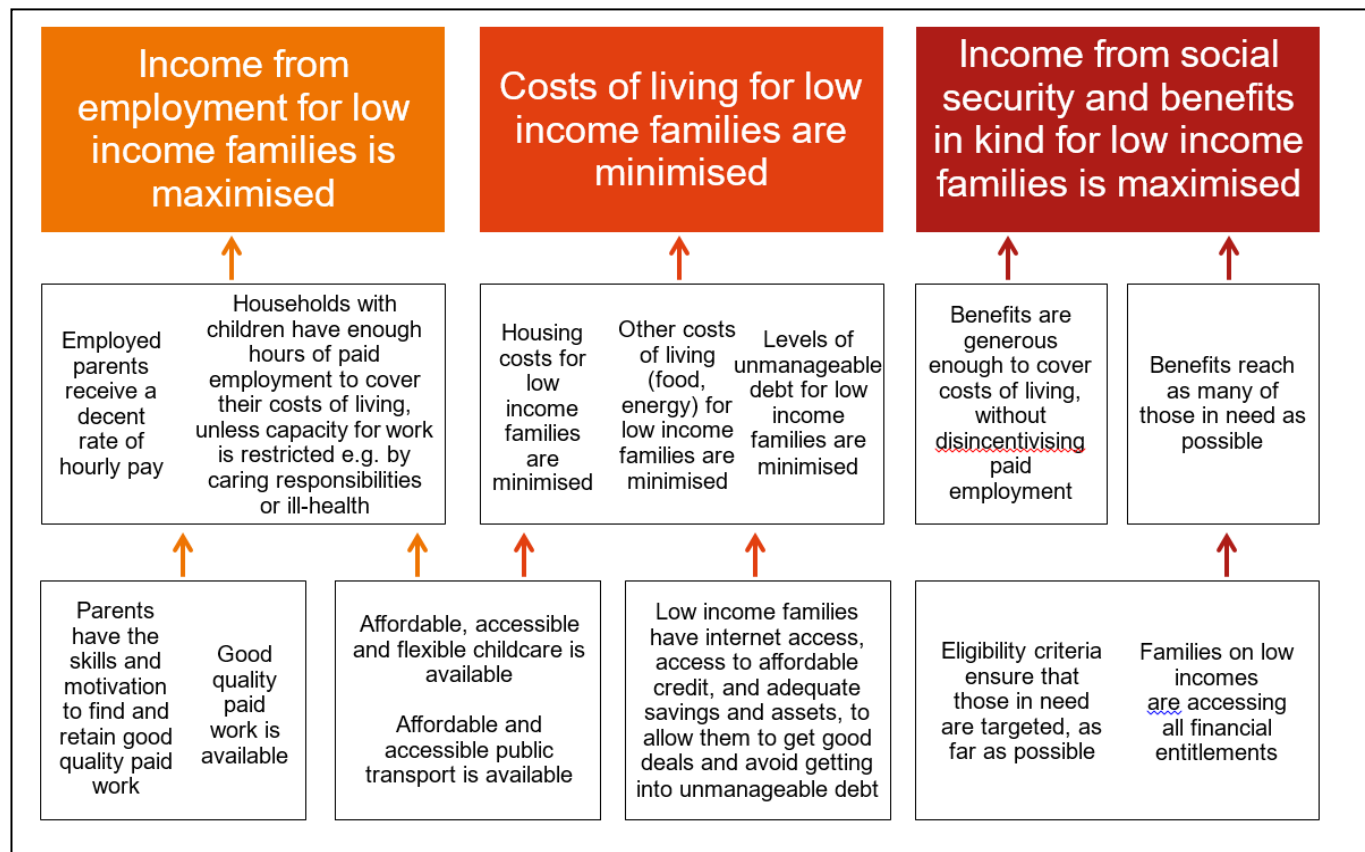 Income from
employment for low
income families is
maximised
Costs of living for low
income families are
minimised
Income from social
security and benefits
in kind for low income
families is maximised
Employed
parents
receive a
decent
rate of
hourly pay
Households with
children have enough
hours of paid
employment to cover
their costs of living,
unless capacity for work
is restricted e.g. by
caring responsibilities
or ill-health
Housing
costs for
low
income
families
are
minimised
Other costs
of living
(food,
energy) for
low income
families are
minimised
Levels of
unmanageable
debt for low
income
families are
minimised
Benefits are
generous
enough to cover
costs of living,
without
disincentivising
paid
employment
Benefits reach
as many of
those in need as
possible
Parents
have the
skills and
motivation
to find and
retain good
quality paid
work
Good
quality
paid
work is
available
Affordable, accessible
and flexible childcare is
available
Affordable and
accessible public
transport is available
Low income families
have internet access,
access to affordable
credit, and adequate
savings and assets, to
allow them to get good
deals and avoid getting
into unmanageable debt
Eligibility criteria
ensure that
those in need
are targeted, as
far as possible
Families on low
incomes
are accessing
all financial
entitlements